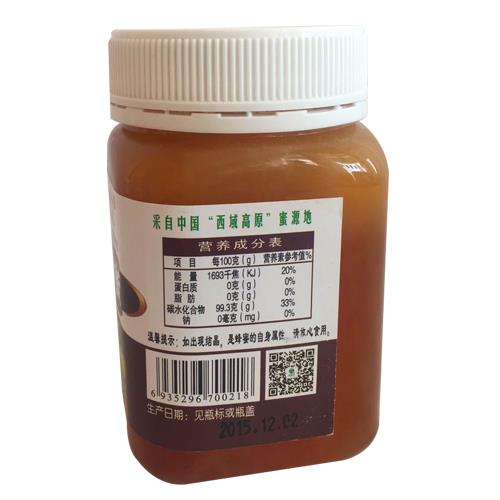 采自中国“西域高原”蜜源地
营养成分表
项目 每100克(g) 营养素参考值%
能量 1693千焦(KJ) 20%
蛋白质 0克(g) 0%
脂肪 0克(g) 0%
碳水化合物 99.3克(g) 33%
钠 0毫克(mg) 0%
温馨提示:如出现结晶,是蜂蜜的自身属性,请放心食用。
6 935296 700218
生产日期:见瓶标或瓶盖
2015.12.02